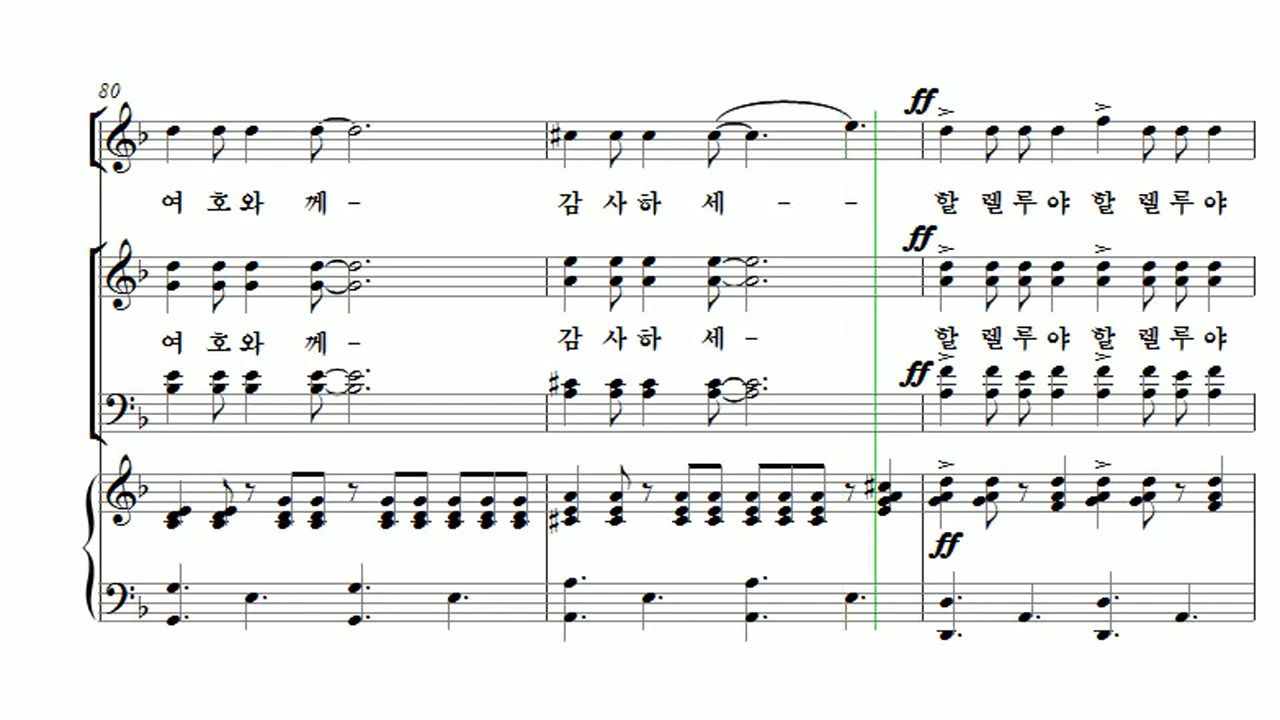 80
ff
여 호 와 께 - 감 사 하 세 - - 할 렐 루 야 할 렐 루 야
ff
여 호 와 께 - 감 사 하 세 - 할 렐 루 야 할 렐 루 야
ff
ff